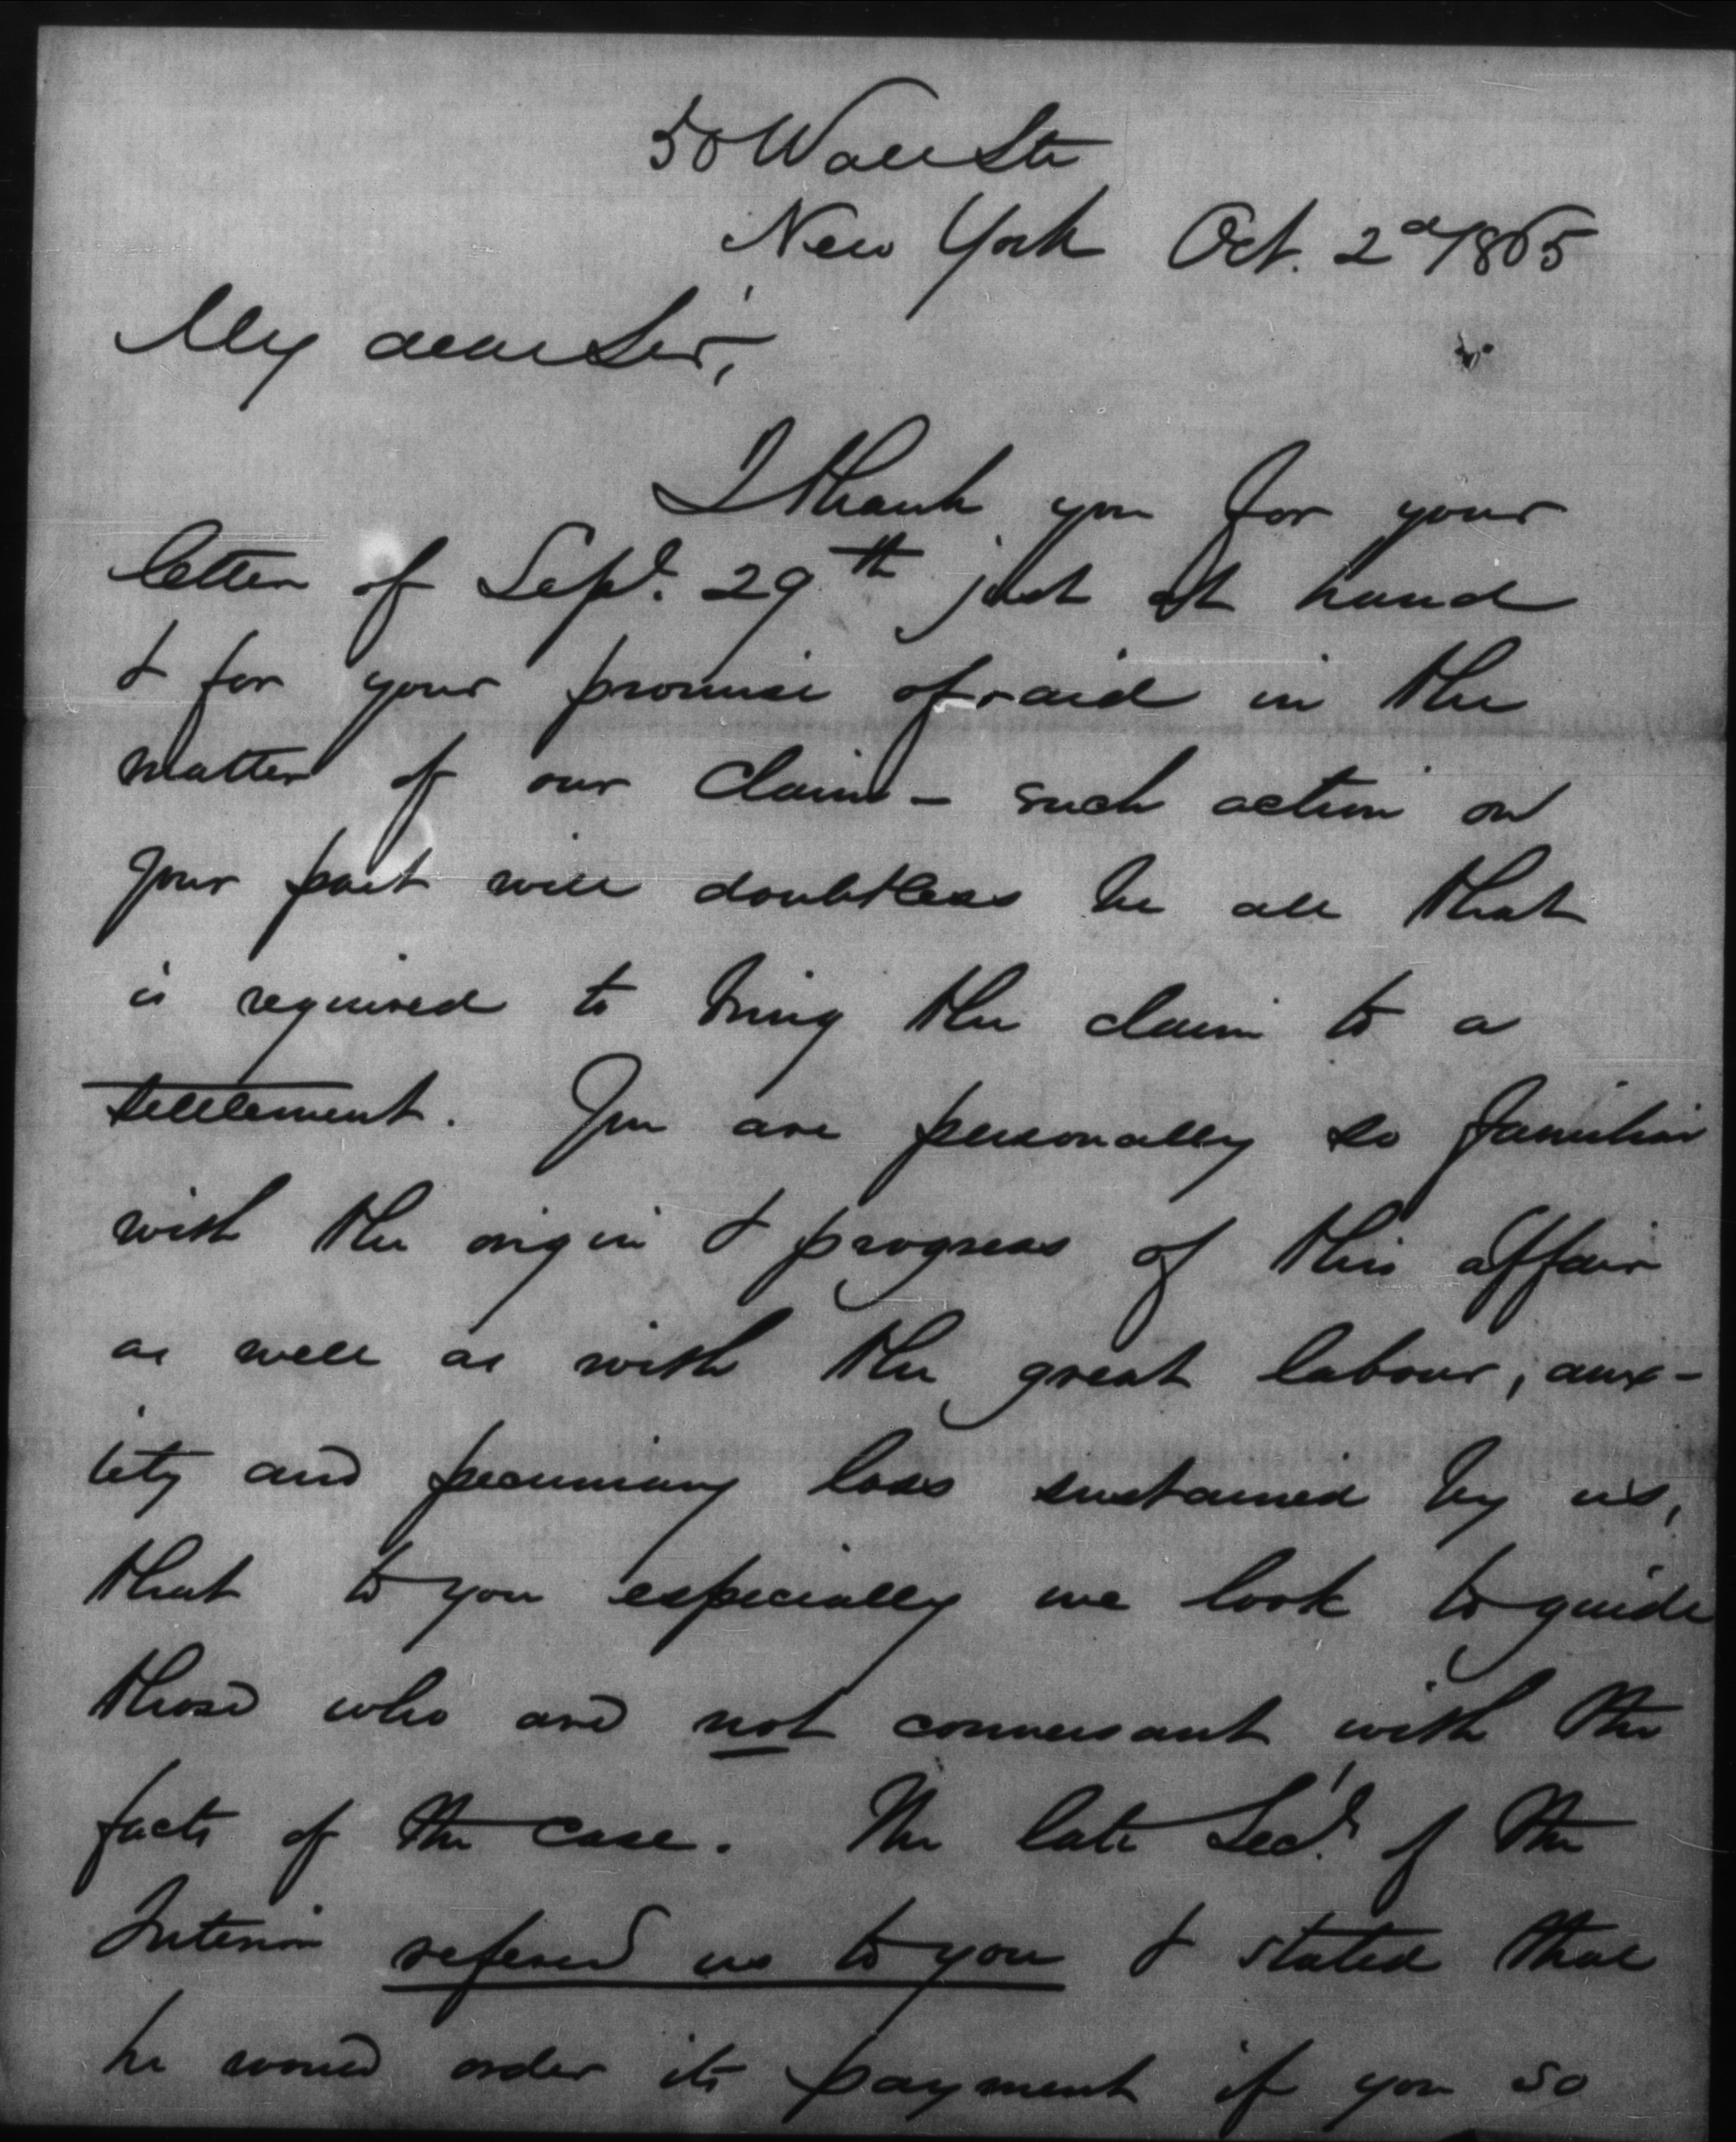 50 Wall Str
New York Oct. 2d/1865
My dear Sir,
I thank you for your
letter of Sept. 29th just at hand
& for your promise of aid in the
matter of our claim - such action on
your part will doubtless be all that
is required to bring the claim to a
settlement. You are personally so familiar
with the origin & progress of this affair
as well as with the great labour, anx-
iety and pecuniary loss sustained by us,
that to you especially we look to guide
those who are not conversant with the
facts of the case. The late Secy. of the
Interior refered us to you & stated that
he would order its payment if you so